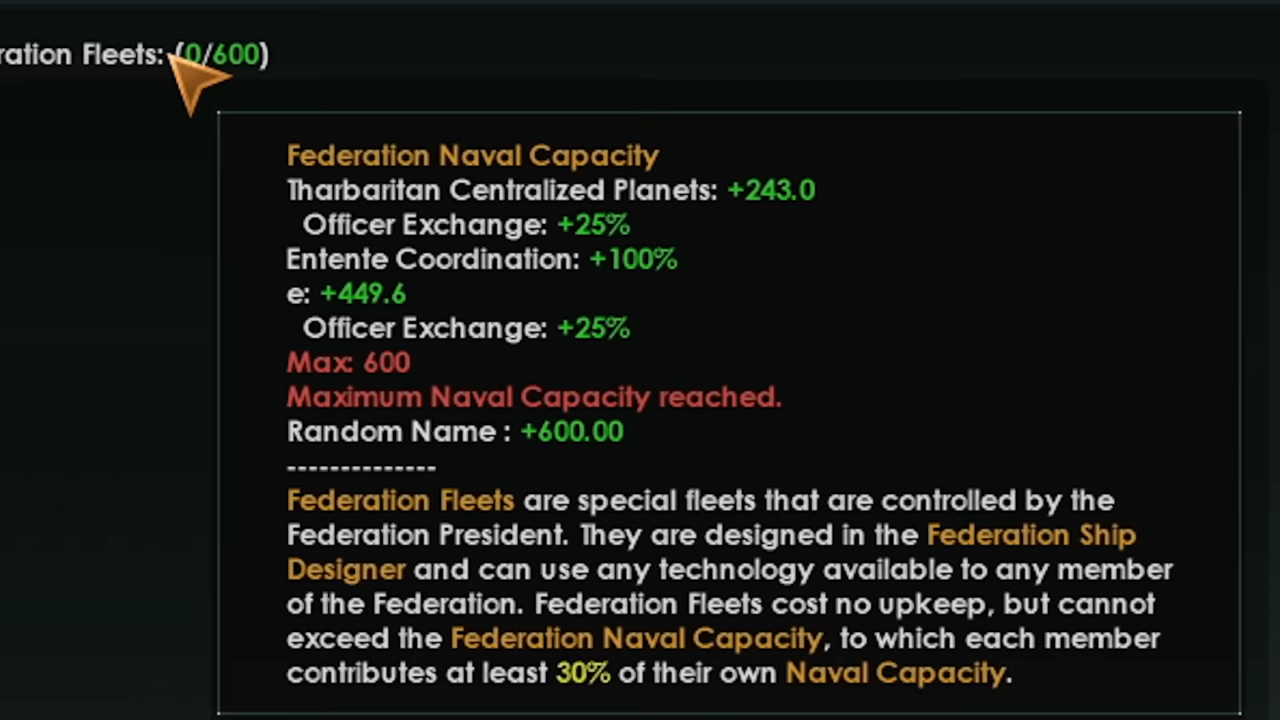 ration Fleets: (0/600)
Federation Naval Capacity
Tharbaritan Centralized Planets: +243.0
Officer Exchange: +25%
Entente Coordination: +100%
e: +449.6
Officer Exchange: +25%
Max: 600
Maximum Naval Capacity reached.
Random Name : +600.00
--------------
Federation Fleets are special fleets that are controlled by the
Federation President. They are designed in the Federation Ship
Designer and can use any technology available to any member
of the Federation. Federation Fleets cost no upkeep, but cannot
exceed the Federation Naval Capacity, to which each member
contributes at least 30% of their own Naval Capacity.